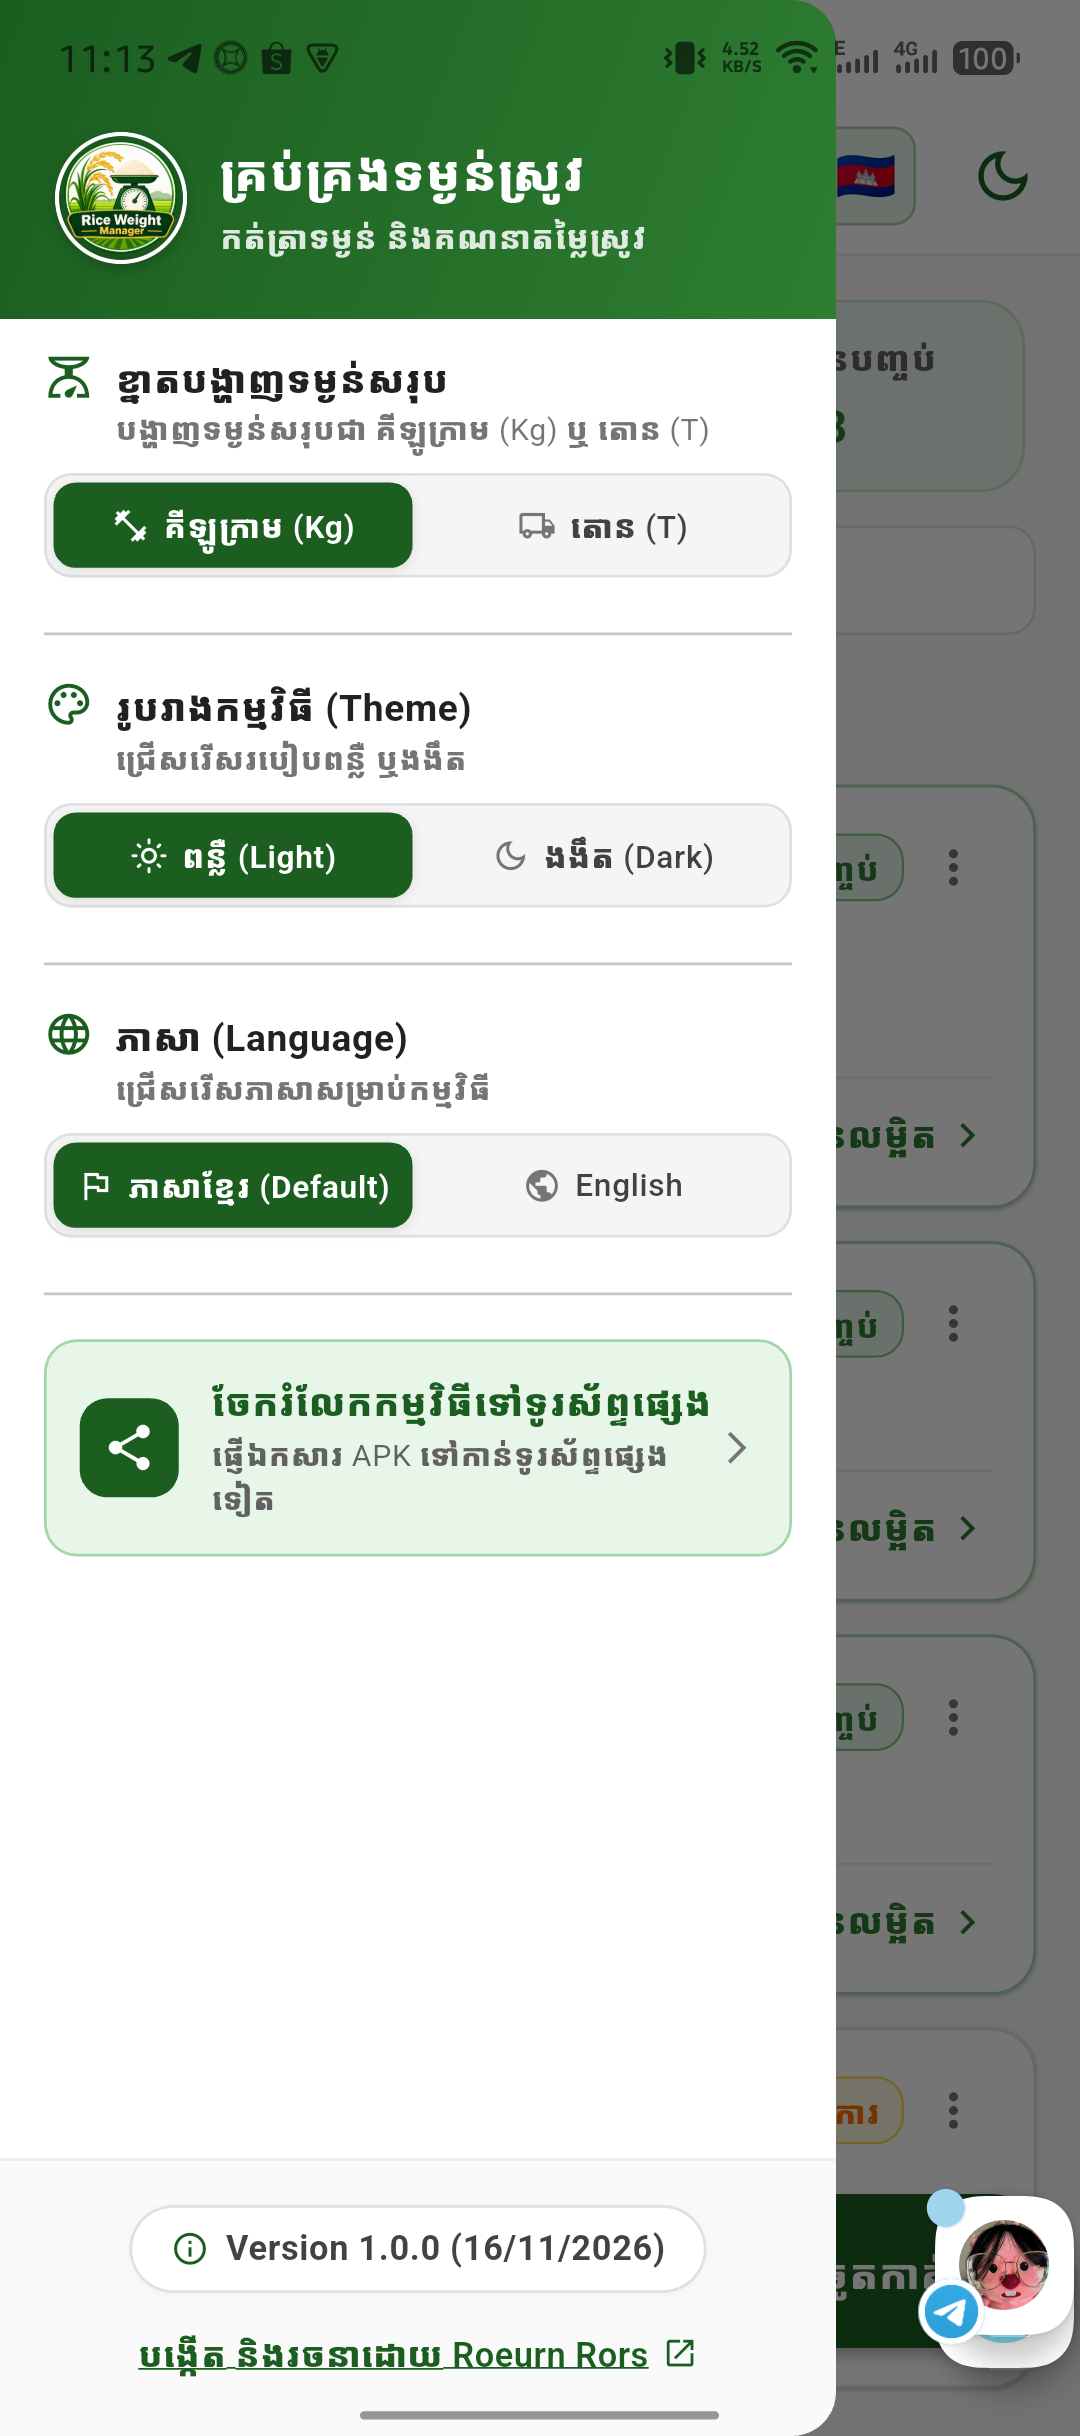 11:13
4.52 KB/S
4G
100
Rice Weight
Manager
គ្រប់គ្រងទម្ងន់ស្រូវ
កត់ត្រាទម្ងន់ និងគណនាតម្លៃស្រូវ
ខ្នាតបង្ហាញទម្ងន់សរុប
បង្ហាញទម្ងន់សរុបជា គីឡូក្រាម (Kg) ឬ តោន (T)
គីឡូក្រាម (Kg)
តោន (T)
រូបរាងកម្មវិធី (Theme)
ជ្រើសរើសរបៀបពន្លឺ ឬងងឹត
ពន្លឺ (Light)
ងងឹត (Dark)
ភាសា (Language)
ជ្រើសរើសភាសាសម្រាប់កម្មវិធី
ភាសាខ្មែរ (Default)
English
ចែករំលែកកម្មវិធីទៅទូរស័ព្ទផ្សេង
ផ្ញើឯកសារ APK ទៅកាន់ទូរស័ព្ទផ្សេង
ទៀត
Version 1.0.0 (16/11/2026)
បង្កើត និងរចនាដោយ Roeurn Rors